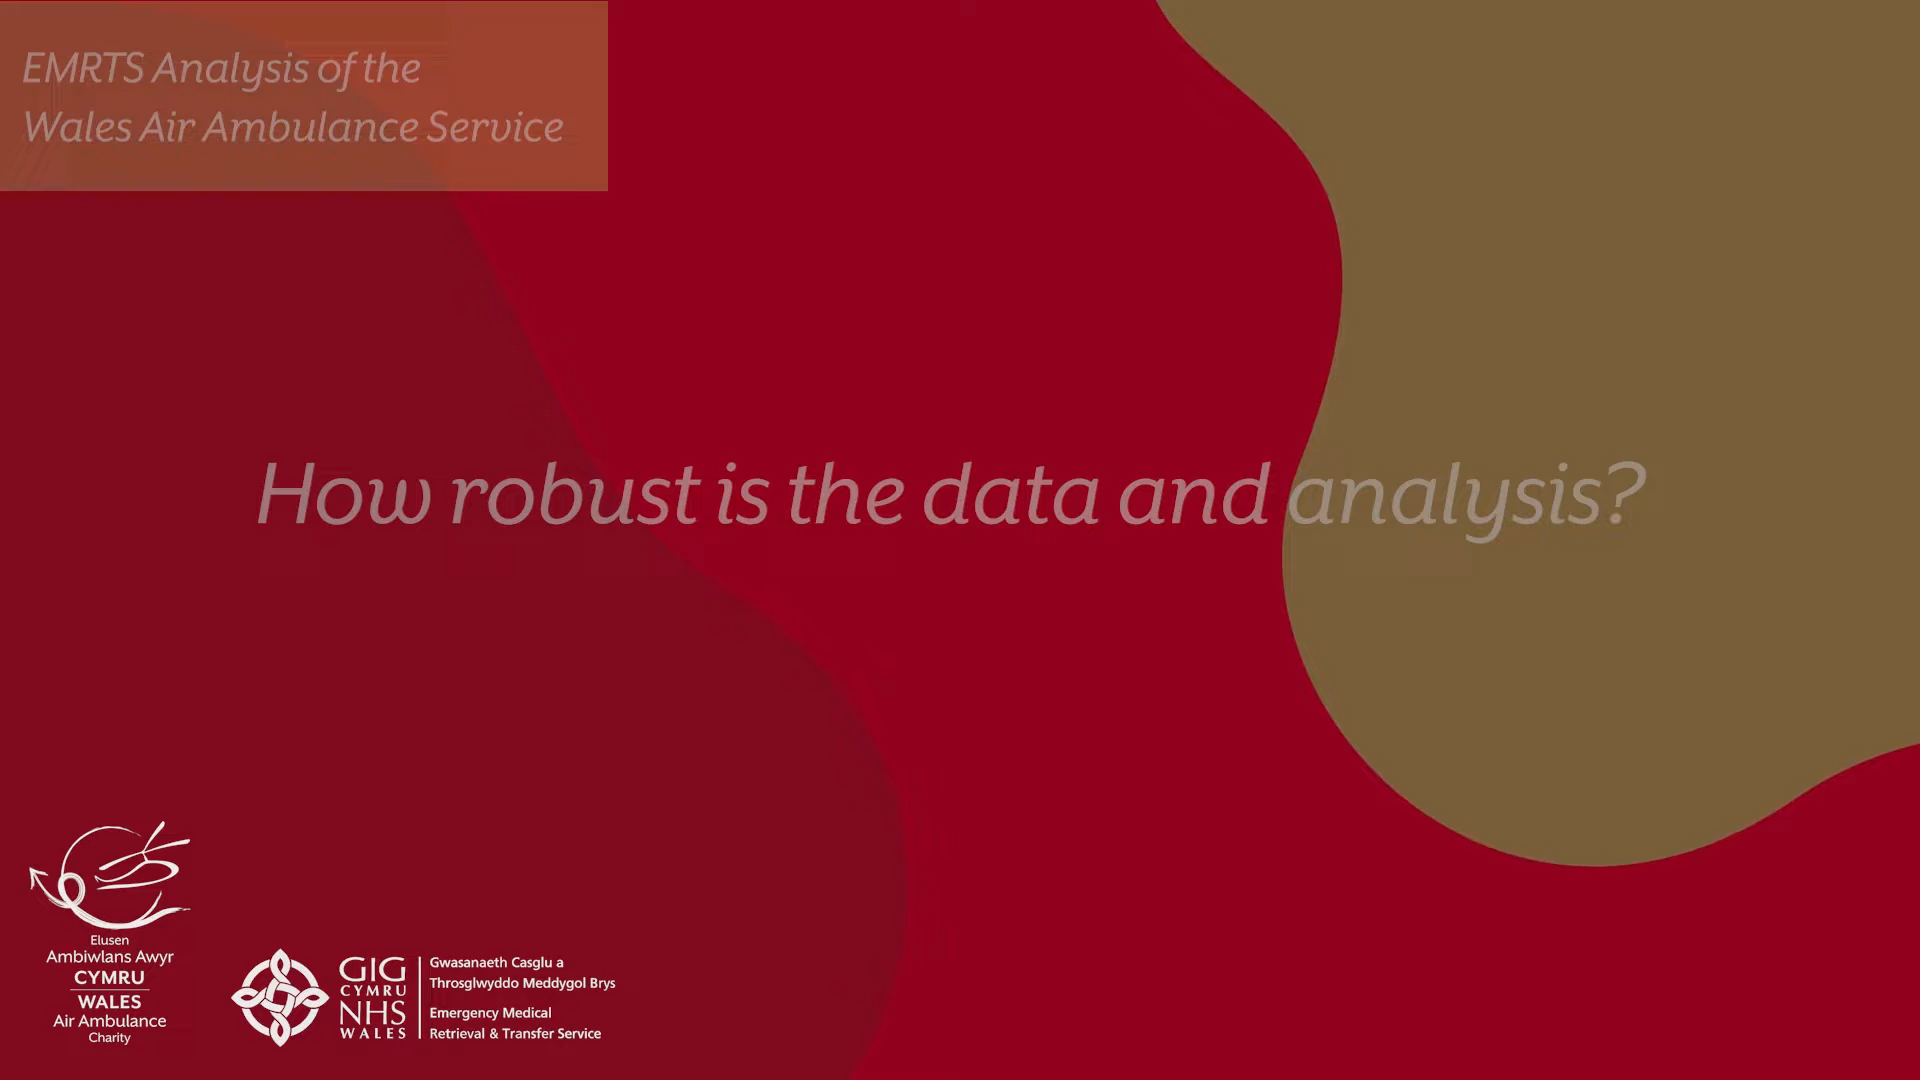 EMRTS Analysis of the
Wales Air Ambulance Service
How robust is the data and analysis?
Elusen
Ambiwlans Awyr
CYMRU
WALES
Air Ambulance
Charity
GIG
CYMRU
NHS
WALES
Gwasanaeth Casglu a
Throsglwyddo Meddygol Brys
Emergency Medical
Retrieval & Transfer Service